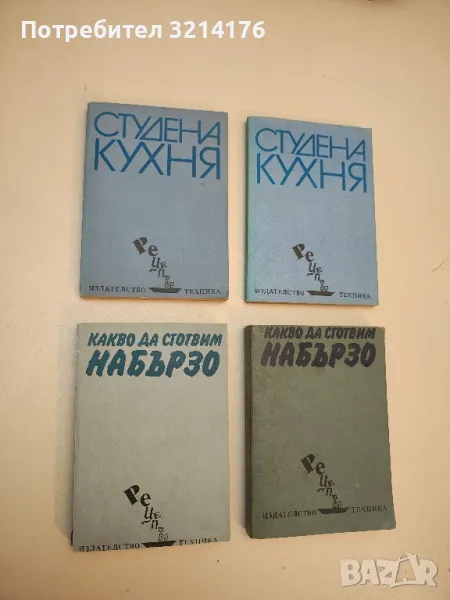 Потребител 3214176
СТУДЕНА
КУХНЯ
Рецепти
ИЗДАТЕЛСТВО ТЕХНИКА
СТУДЕНА
КУХНЯ
Рецепти
ИЗДАТЕЛСТВО ТЕХНИКА
КАКВО ДА СГОТВИМ
НАБЪРЗО
Рецепти
ИЗДАТЕЛСТВО ТЕХНИКА
КАКВО ДА СГОТВИМ
НАБЪРЗО
Рецепти
ИЗДАТЕЛСТВО ТЕХНИКА
bazar